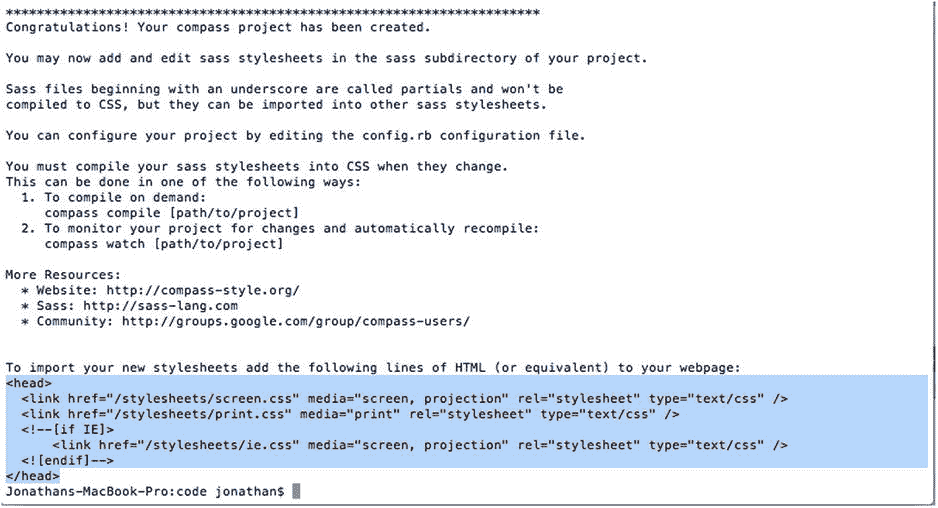 **********************************************************************
Congratulations! Your compass project has been created.
You may now add and edit sass stylesheets in the sass subdirectory of your project.
Sass files beginning with an underscore are called partials and won't be
compiled to CSS, but they can be imported into other sass stylesheets.
You can configure your project by editing the config.rb configuration file.
You must compile your sass stylesheets into CSS when they change.
This can be done in one of the following ways:
  1. To compile on demand:
     compass compile [path/to/project]
  2. To monitor your project for changes and automatically recompile:
     compass watch [path/to/project]
More Resources:
  * Website: http://compass-style.org/
  * Sass: http://sass-lang.com
  * Community: http://groups.google.com/group/compass-users/
To import your new stylesheets add the following lines of HTML (or equivalent) to your webpage:
<head>
  <link href="/stylesheets/screen.css" media="screen, projection" rel="stylesheet" type="text/css" />
  <link href="/stylesheets/print.css" media="print" rel="stylesheet" type="text/css" />
  <!--[if IE]>
      <link href="/stylesheets/ie.css" media="screen, projection" rel="stylesheet" type="text/css" />
  <![endif]-->
</head>
Jonathans-MacBook-Pro:code jonathan$